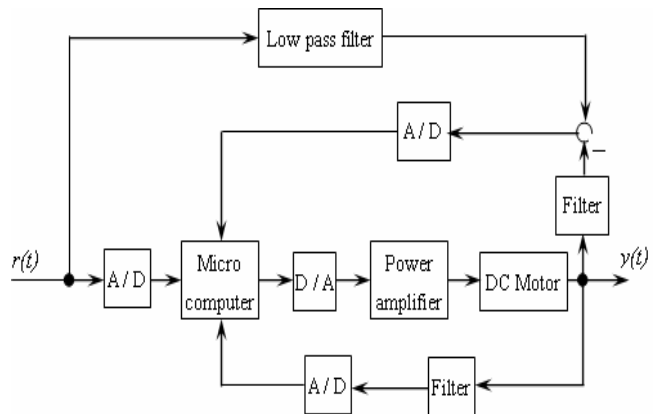 Low pass filter
A / D
Filter
r(t)
A / D
Micro
computer
D / A
Power
amplifier
DC Motor
y(t)
A / D
Filter